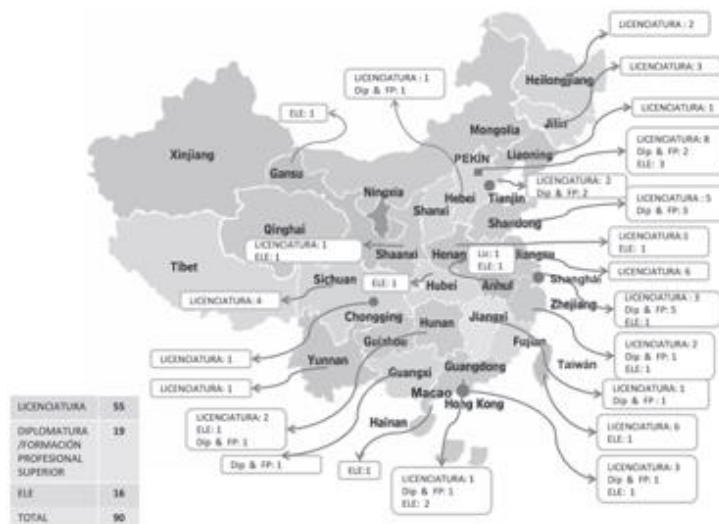 LICENCIATURA : 2
Heilongjiang
LICENCIATURA : 3
Jilin
LICENCIATURA : 1
Dip & FP: 1
LICENCIATURA : 1
Liaoning
Mongolia
ELE: 1
Xinjiang
Gansu
PEKÍN
LICENCIATURA: 8
Dip & FP: 2
ELE: 3
LICENCIATURA: 2
Dip & FP: 2
Tianjin
Hebei
Ningxia
Shanxi
Shandong
LICENCIATURA : 5
Qinghai
LICENCIATURA: 1
ELE: 1
Shaanxi
Henan
Lic: 1
ELE: 1
Jiangsu
ELE: 1
LICENCIATURA: 6
Tibet
Sichuan
ELE: 1
Hubei
Anhui
Shanghái
LICENCIATURA: 4
Zhejiang
LICENCIATURA : 3
Dip & FP: 5
ELE: 1
Chongqing
Hunan
Jiangxi
LICENCIATURA: 2
Dip & FP: 1
ELE: 1
Guizhou
Fujian
Taiwán
LICENCIATURA: 1
Yunnan
Guangxi
Guangdong
LICENCIATURA: 1
Dip & FP : 1
LICENCIATURA: 1
Macao
Hong Kong
LICENCIATURA: 2
ELE: 1
Dip & FP: 1
Hainan
LICENCIATURA: 6
ELE: 1
Dip & FP: 1
ELE:1
LICENCIATURA: 1
Dip & FP: 1
ELE: 2
LICENCIATURA: 3
Dip & FP: 1
ELE: 1
LICENCIATURA 55
DIPLOMATURA
/FORMACIÓN
PROFESIONAL
SUPERIOR
19
ELE 16
TOTAL 90